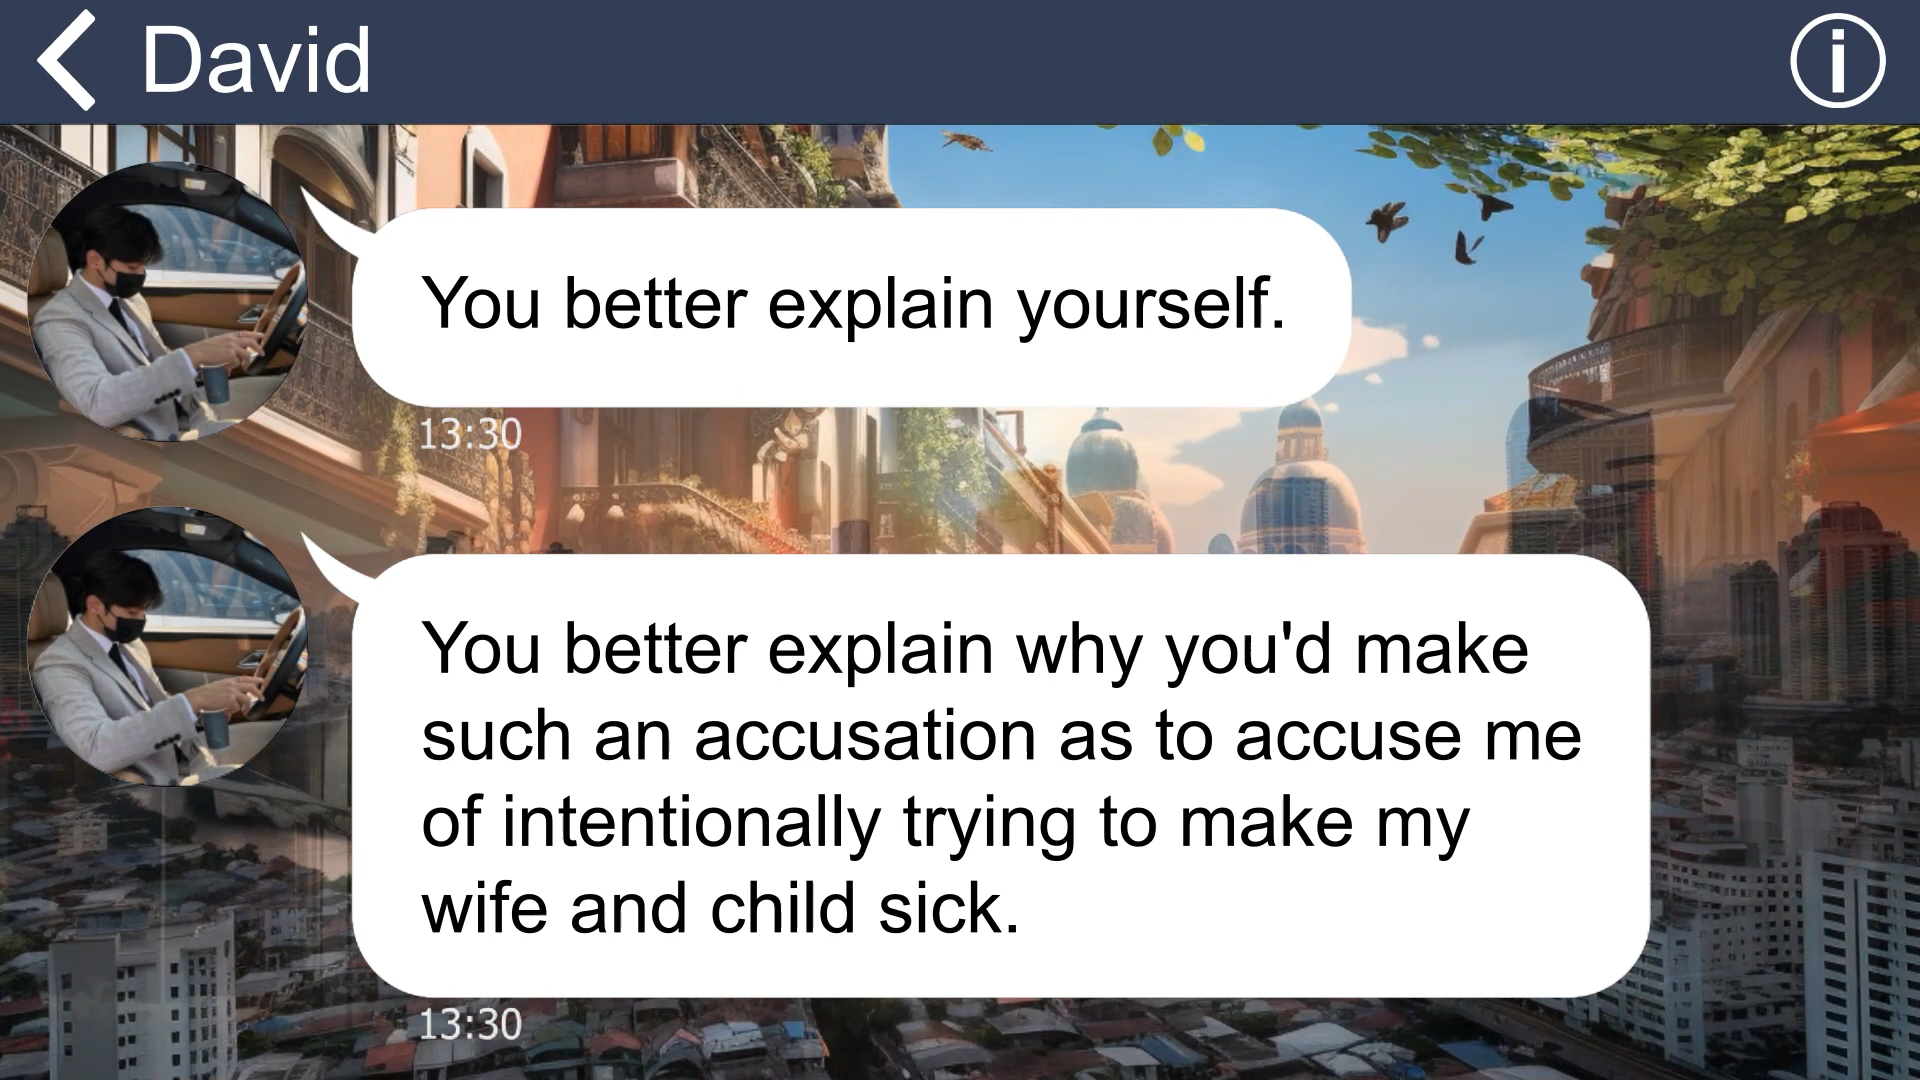 David
You better explain yourself.
13:30
You better explain why you'd make
such an accusation as to accuse me
of intentionally trying to make my
wife and child sick.
13:30